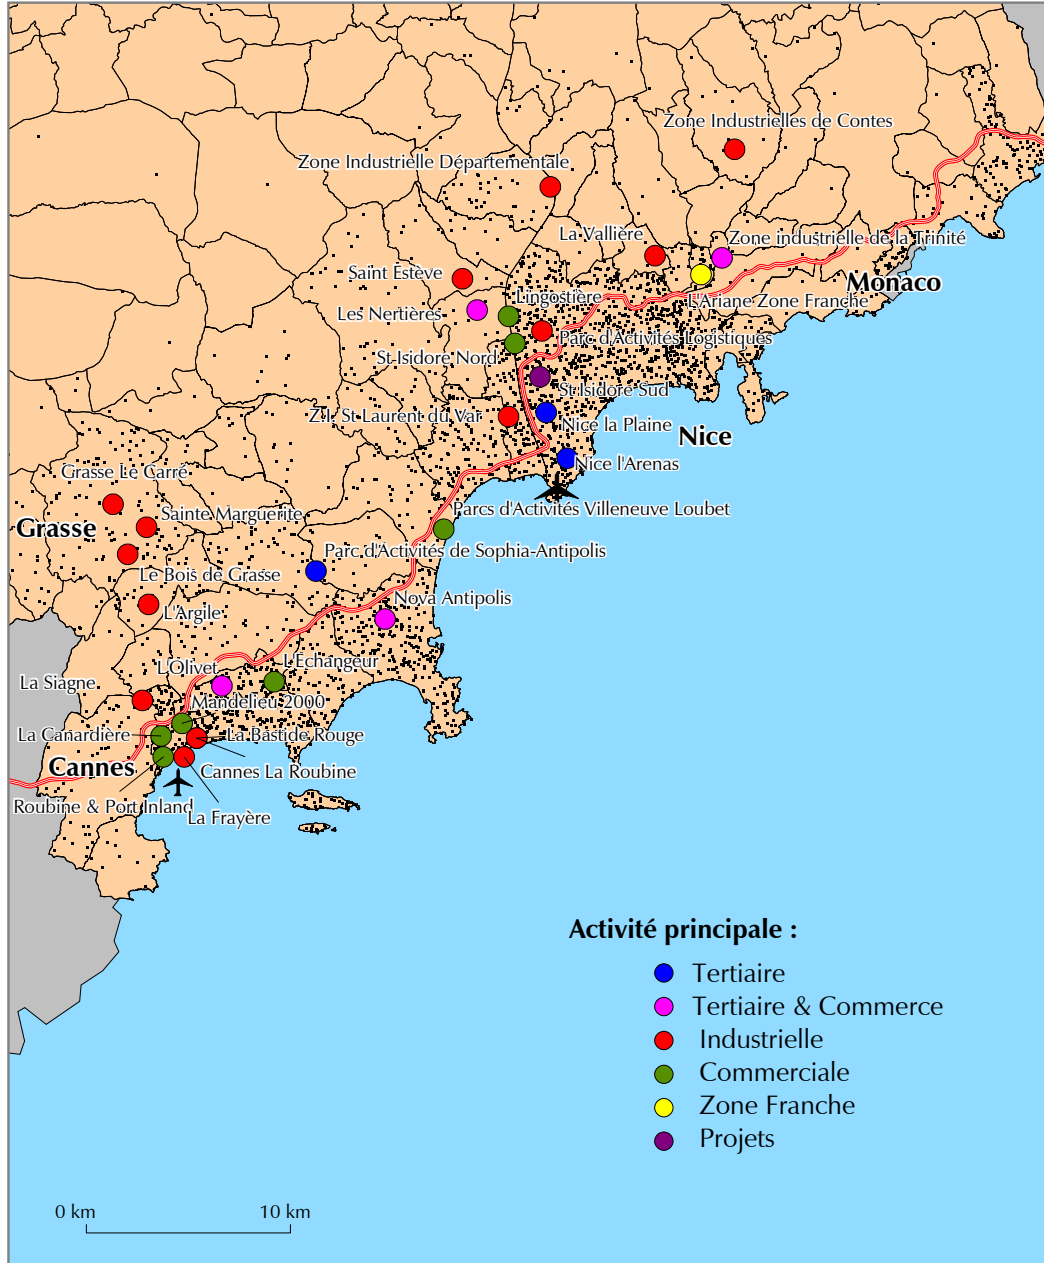 Zone Industrielles de Contes
Zone Industrielle Départementale
La Vallière
Zone industrielle de la Trinité
Saint Estève
Monaco
Lingostière
L'Ariane Zone Franche
Les Nertières
Parc d'Activités Logistiques
St Isidore Nord
St Isidore Sud
Z.I. St Laurent du Var
Nice la Plaine
Nice
Nice l'Arenas
Grasse Le Carré
Parcs d'Activités Villeneuve Loubet
Sainte Marguerite
Grasse
Parc d'Activités de Sophia-Antipolis
Le Bois de Grasse
Nova Antipolis
L'Argile
L'Olivet
L'Echangeur
La Siagne
Mandelieu 2000
La Canardière
La Bastide Rouge
Cannes
Cannes La Roubine
Roubine & Port Inland
La Frayère
Activité principale :
Tertiaire
Tertiaire & Commerce
Industrielle
Commerciale
Zone Franche
Projets
0 km 10 km